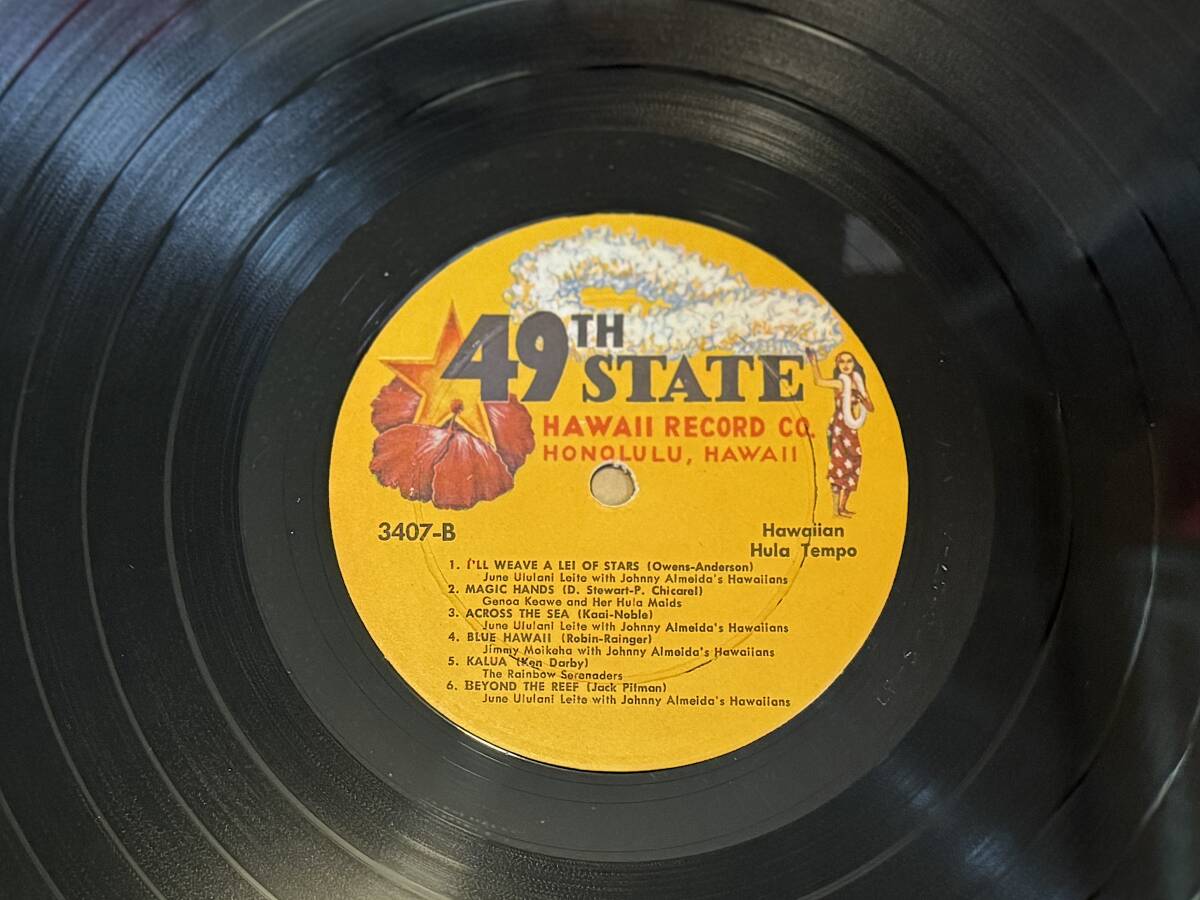 49TH
STATE
HAWAII RECORD CO.
HONOLULU, HAWAII
3407-B
Hawaiian
Hula Tempo
1. I'LL WEAVE A LEI OF STARS (Owens-Anderson)
June Ululani Leite with Johnny Almeida's Hawaiians
2. MAGIC HANDS (D. Stewart-P. Chicarel)
Genoa Keawe and Her Hula Maids
3. ACROSS THE SEA (Kaai-Noble)
June Ululani Leite with Johnny Almeida's Hawaiians
4. BLUE HAWAII (Robin-Rainger)
Jimmy Moikeha with Johnny Almeida's Hawaiians
5. KALUA (Ken Darby)
The Rainbow Serenaders
6. BEYOND THE REEF (Jack Pitman)
June Ululani Leite with Johnny Almeida's Hawaiians